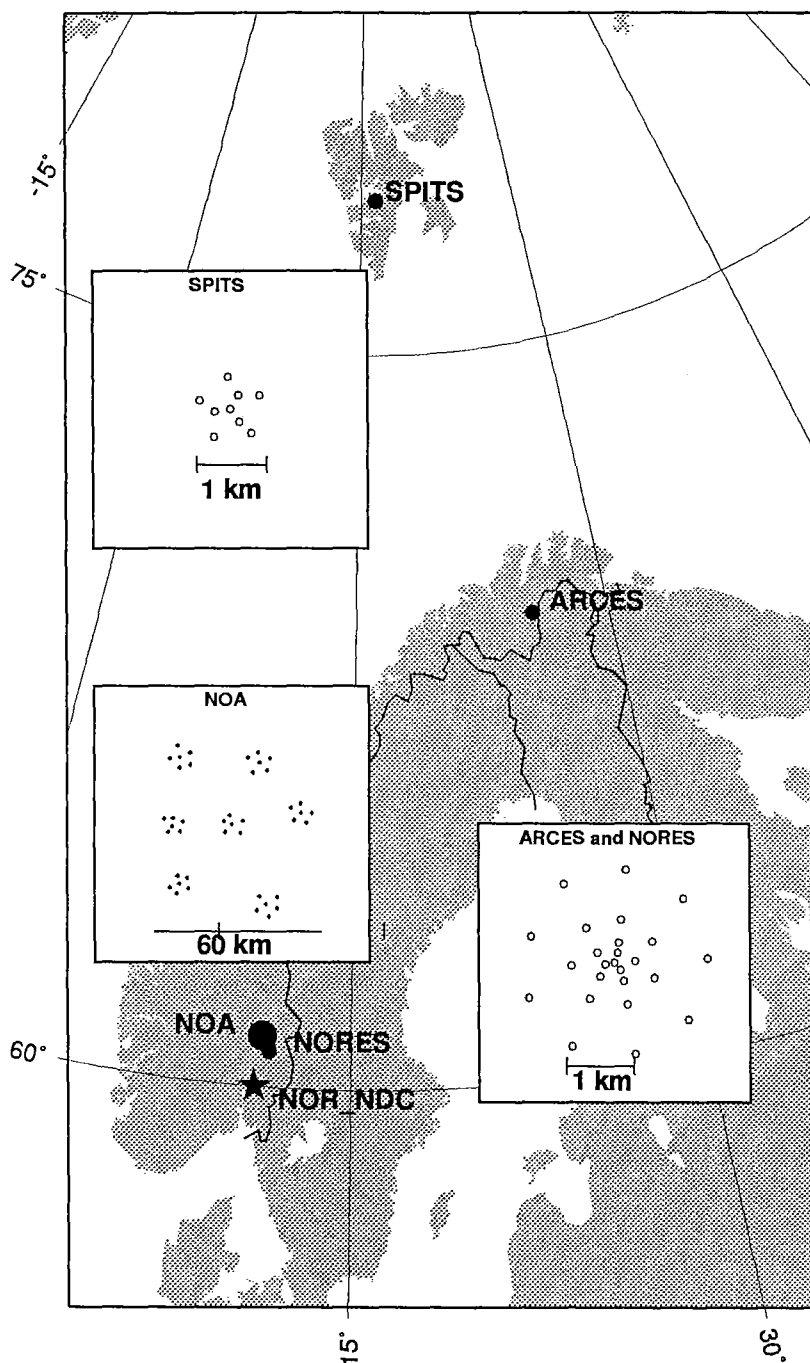 -15°
SPITS
75°
SPITS
1 km
ARCES
NOA
60 km
ARCES and NORES
1 km
NOA
NORES
60°
NOR_NDC
15°
30°